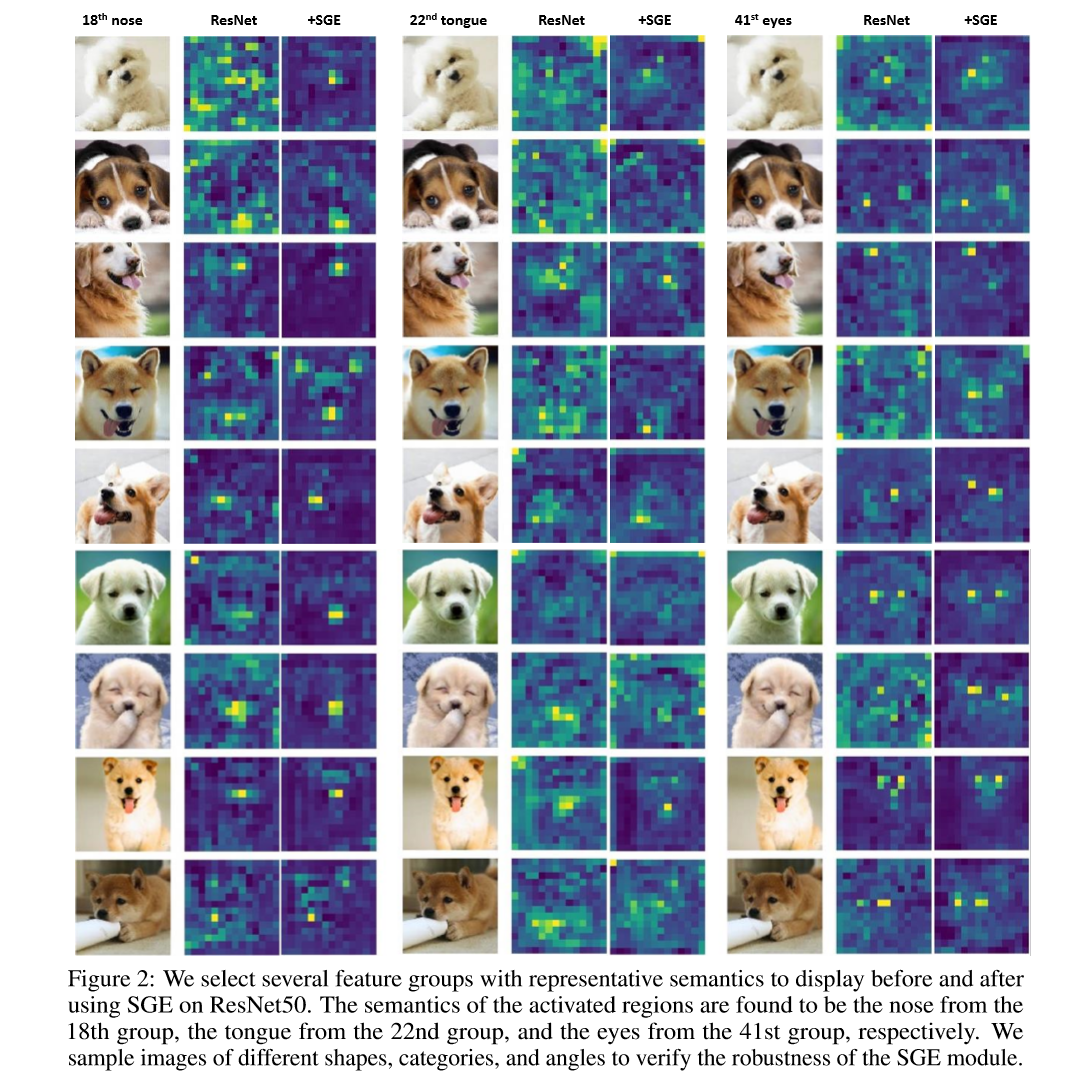 18th nose ResNet +SGE 22nd tongue ResNet +SGE 41st eyes ResNet +SGE
Figure 2: We select several feature groups with representative semantics to display before and after
using SGE on ResNet50. The semantics of the activated regions are found to be the nose from the
18th group, the tongue from the 22nd group, and the eyes from the 41st group, respectively. We
sample images of different shapes, categories, and angles to verify the robustness of the SGE module.